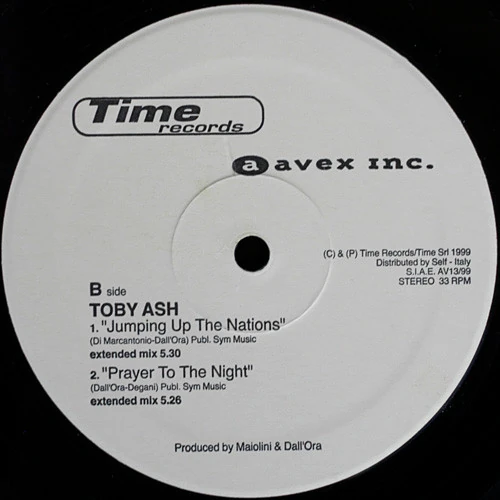 Time
records
a avex inc.
(C) & (P) Time Records/Time Srl 1999
Distributed by Self - Italy
S.I.A.E. AV13/99
STEREO 33 RPM
B side
TOBY ASH
1. "Jumping Up The Nations"
(Di Marcantonio-Dall'Ora) Publ. Sym Music
extended mix 5.30
2. "Prayer To The Night"
(Dall'Ora-Degani) Publ. Sym Music
extended mix 5.26
Produced by Maiolini & Dall'Ora